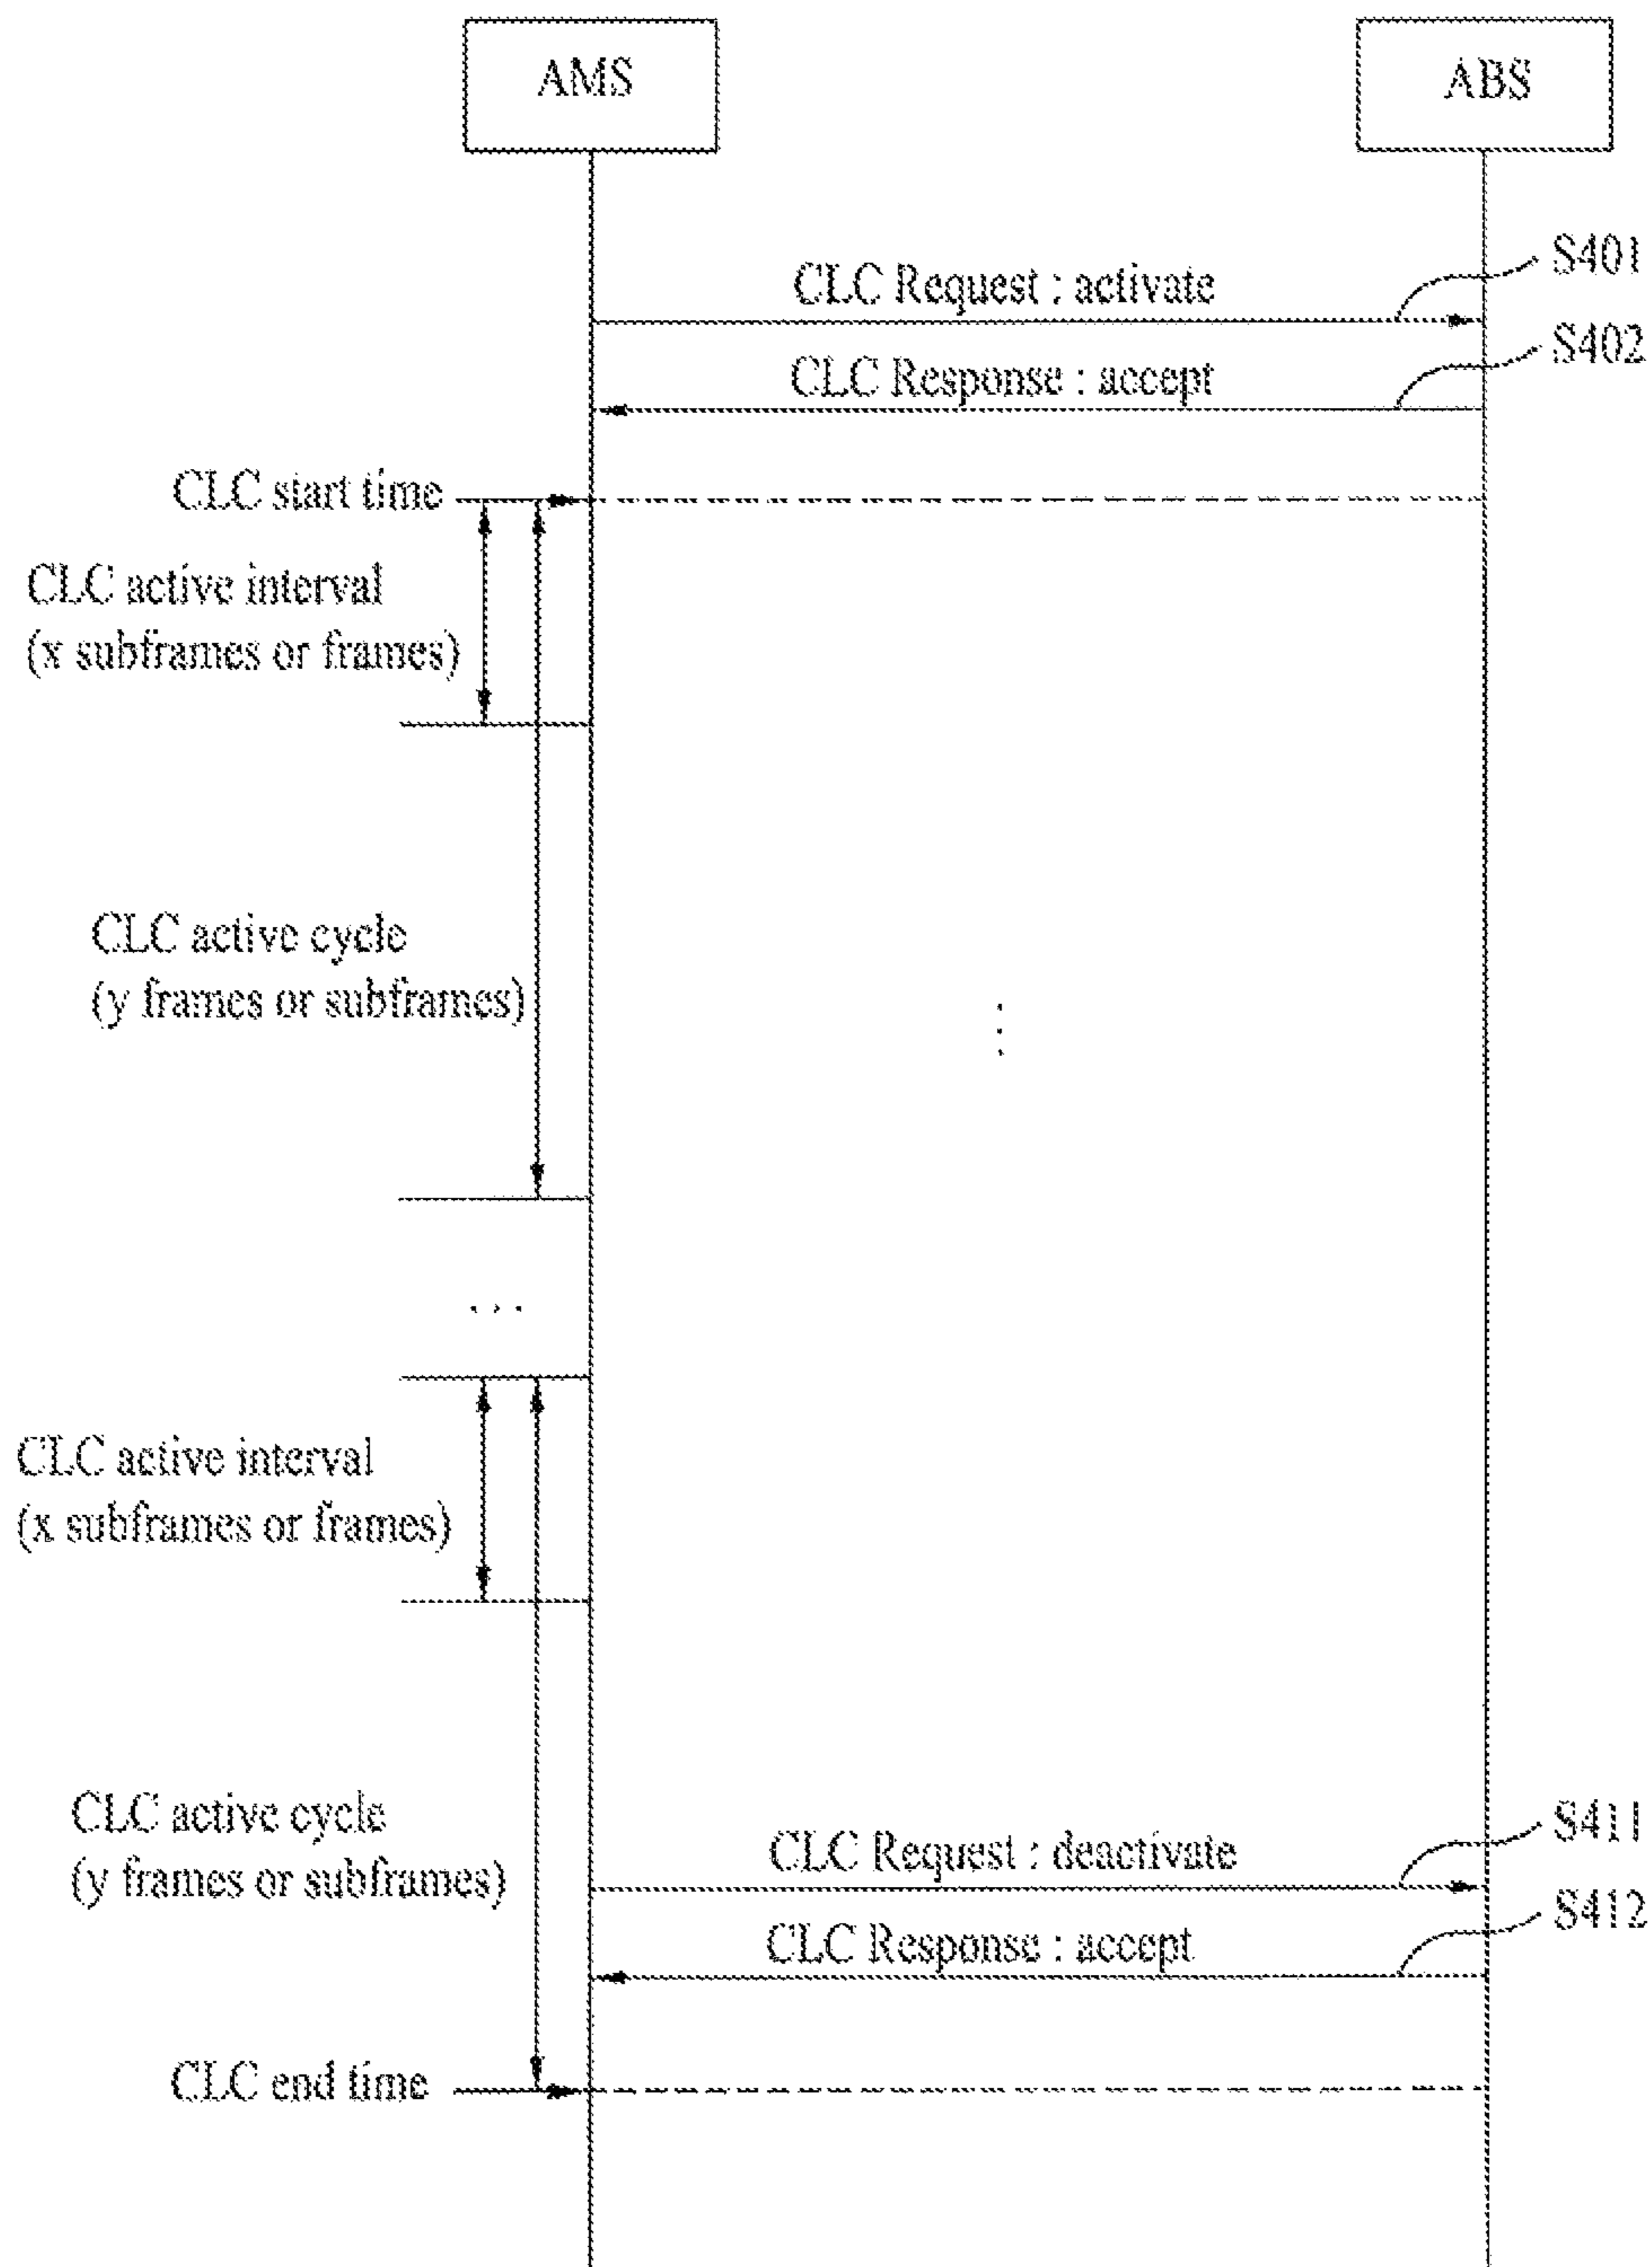 AMS
ABS
CLC Request : activate
S401
CLC Response : accept
S402
CLC start time
CLC active interval
(x subframes or frames)
CLC active cycle
(y frames or subframes)
⋮
...
CLC active interval
(x subframes or frames)
CLC active cycle
(y frames or subframes)
CLC Request : deactivate
S411
CLC Response : accept
S412
CLC end time